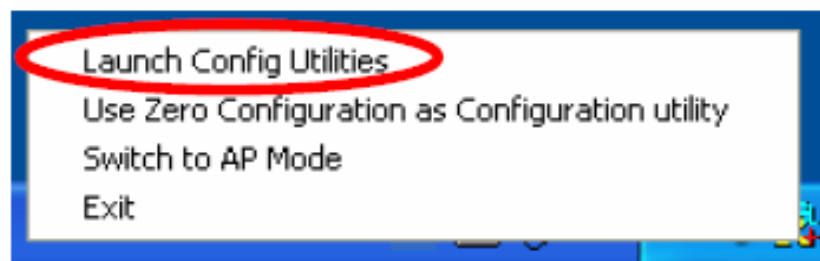 Launch Config Utilities
Use Zero Configuration as Configuration utility
Switch to AP Mode
Exit